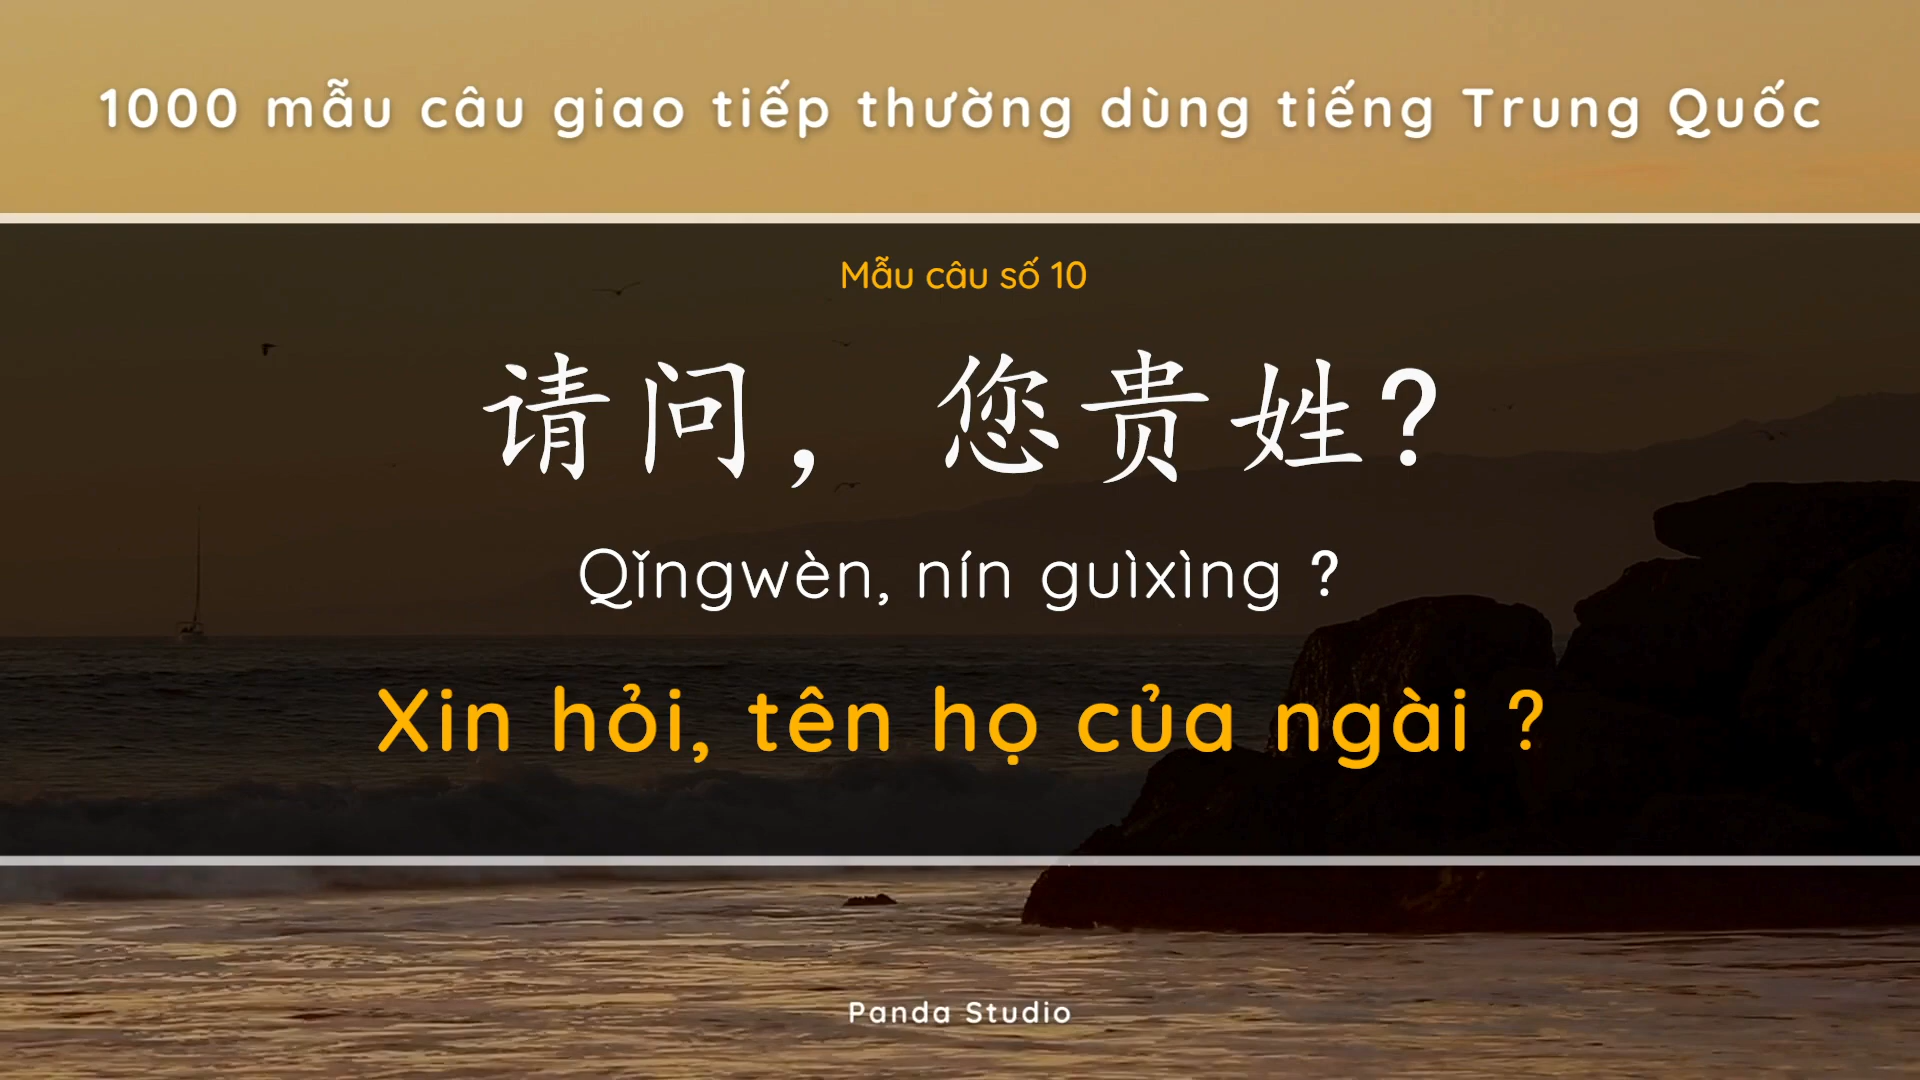 1000 mẫu câu giao tiếp thường dùng tiếng Trung Quốc
Mẫu câu số 10
请问，您贵姓?
Qǐngwèn, nín guìxìng ?
Xin hỏi, tên họ của ngài ?
Panda Studio